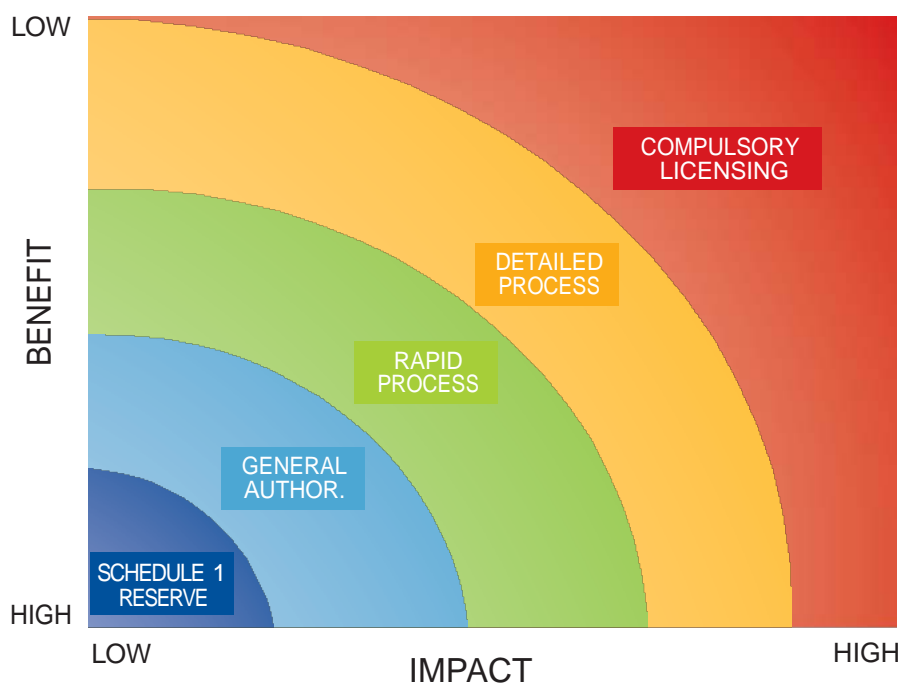 LOW
COMPULSORY
LICENSING
DETAILED
PROCESS
BENEFIT
RAPID
PROCESS
GENERAL
AUTHOR.
SCHEDULE 1
RESERVE
HIGH
LOW
HIGH
IMPACT